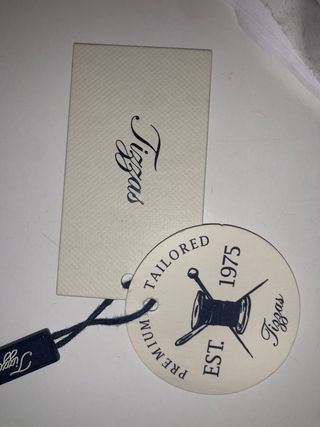 Tizzas
PREMIUM TAILORED
EST. 1975
Tizzas